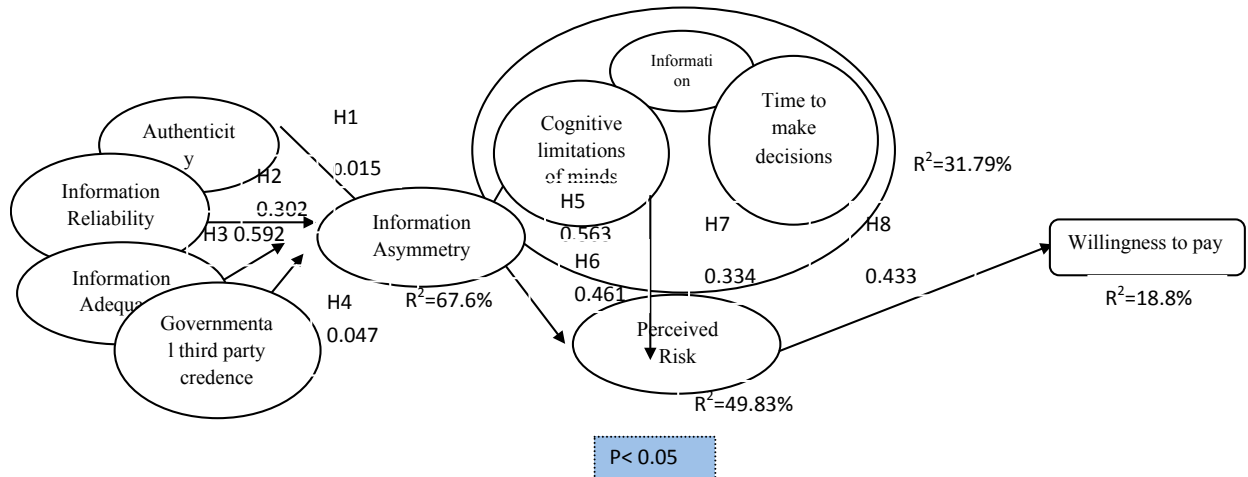 Authenticit
y
Information
Reliability
Information
Adequa
Governmenta
l third party
credence
H1
0.015
H2
0.302
H3 0.592
H4
0.047
Information
Asymmetry
R²=67.6%
Informati
on
Cognitive
limitations
of minds
Time to
make
decisions
R²=31.79%
H5
0.563
H6
0.461
H7
0.334
H8
0.433
Perceived
Risk
R²=49.83%
Willingness to pay
R²=18.8%
P< 0.05